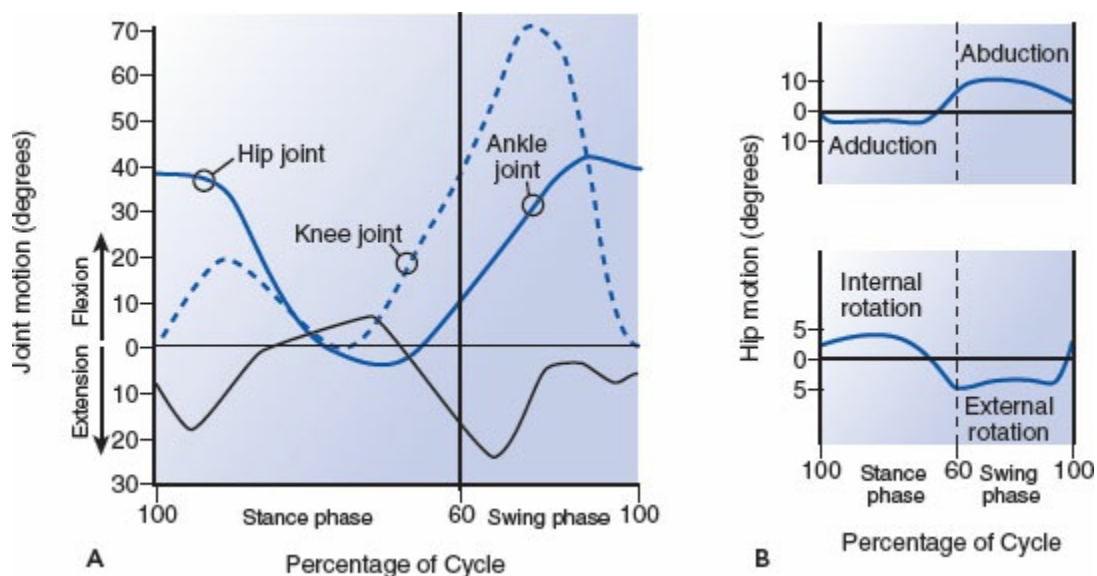 70
60
50
40
30
20
10
0
10
20
30
Joint motion (degrees)
Flexion
Extension
Hip joint
Knee joint
Ankle
joint
100
Stance phase
60
Swing phase
100
A
Percentage of Cycle
Hip motion (degrees)
10
0
10
Abduction
Adduction
5
0
5
Internal
rotation
External
rotation
100
Stance
phase
60
Swing
phase
100
B
Percentage of Cycle